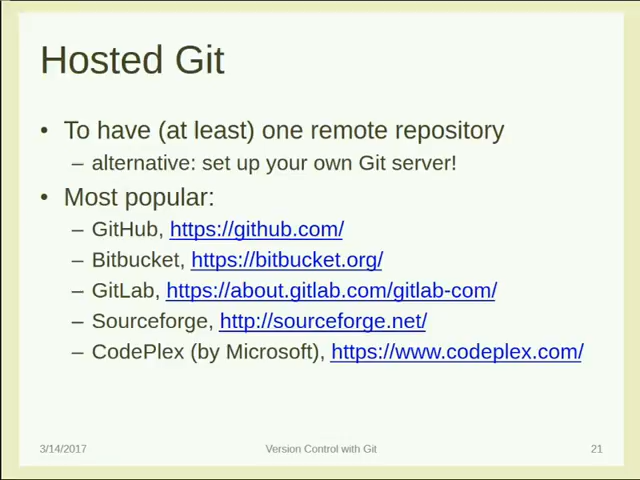 Hosted Git
• To have (at least) one remote repository
– alternative: set up your own Git server!
• Most popular:
– GitHub, https://github.com/
– Bitbucket, https://bitbucket.org/
– GitLab, https://about.gitlab.com/gitlab-com/
– Sourceforge, http://sourceforge.net/
– CodePlex (by Microsoft), https://www.codeplex.com/
3/14/2017 Version Control with Git 21